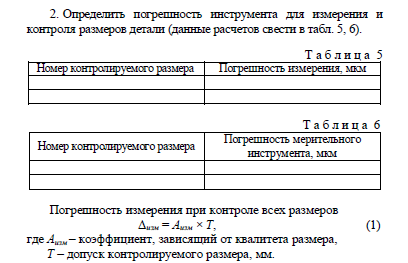 2. Определить погрешность инструмента для измерения и
контроля размеров детали (данные расчетов свести в табл. 5, 6).
Таблица 5
Номер контролируемого размера Погрешность измерения, мкм
Таблица 6
Номер контролируемого размера Погрешность мерительного
инструмента, мкм
Погрешность измерения при контроле всех размеров
Δизм = Aизм × T, (1)
где Aизм – коэффициент, зависящий от квалитета размера,
T – допуск контролируемого размера, мм.